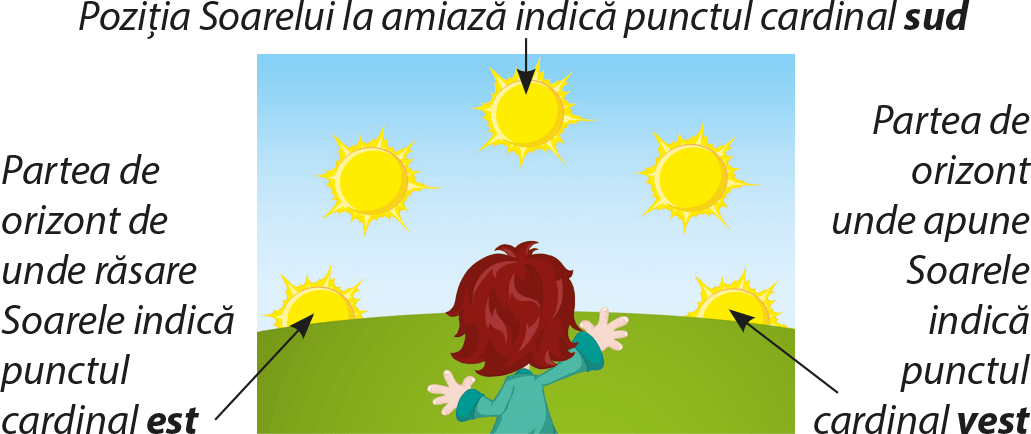 Poziția Soarelui la amiază indică punctul cardinal sud
Partea de
orizont de
unde răsare
Soarele indică
punctul
cardinal est
Partea de
orizont
unde apune
Soarele
indică
punctul
cardinal vest